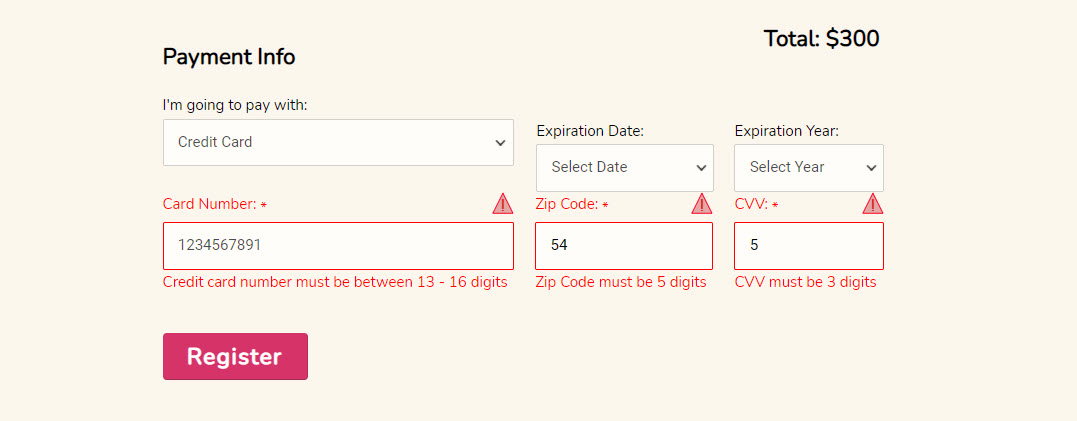 Total: $300
Payment Info
I'm going to pay with:
Credit Card
Expiration Date:
Expiration Year:
Select Date
Select Year
Card Number: *
Zip Code: *
CVV: *
1234567891
54
5
Credit card number must be between 13 - 16 digits
Zip Code must be 5 digits
CVV must be 3 digits
Register